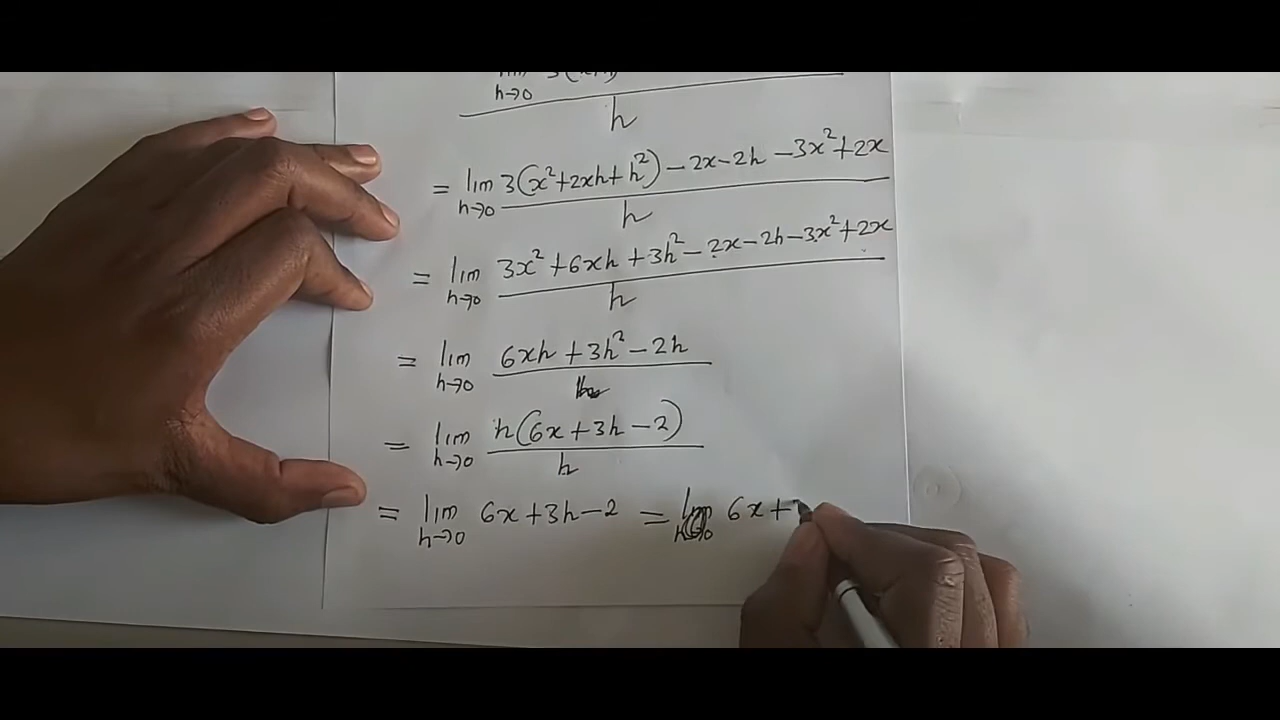 h→0
h
= lim h→0 3(x²+2xh+h²)-2x-2h-3x²+2x
h
= lim h→0 3x²+6xh+3h²-2x-2h-3x²+2x
h
= lim h→0 6xh+3h²-2h
h
= lim h→0 h(6x+3h-2)
h
= lim h→0 6x+3h-2 = lim h→0 6x+